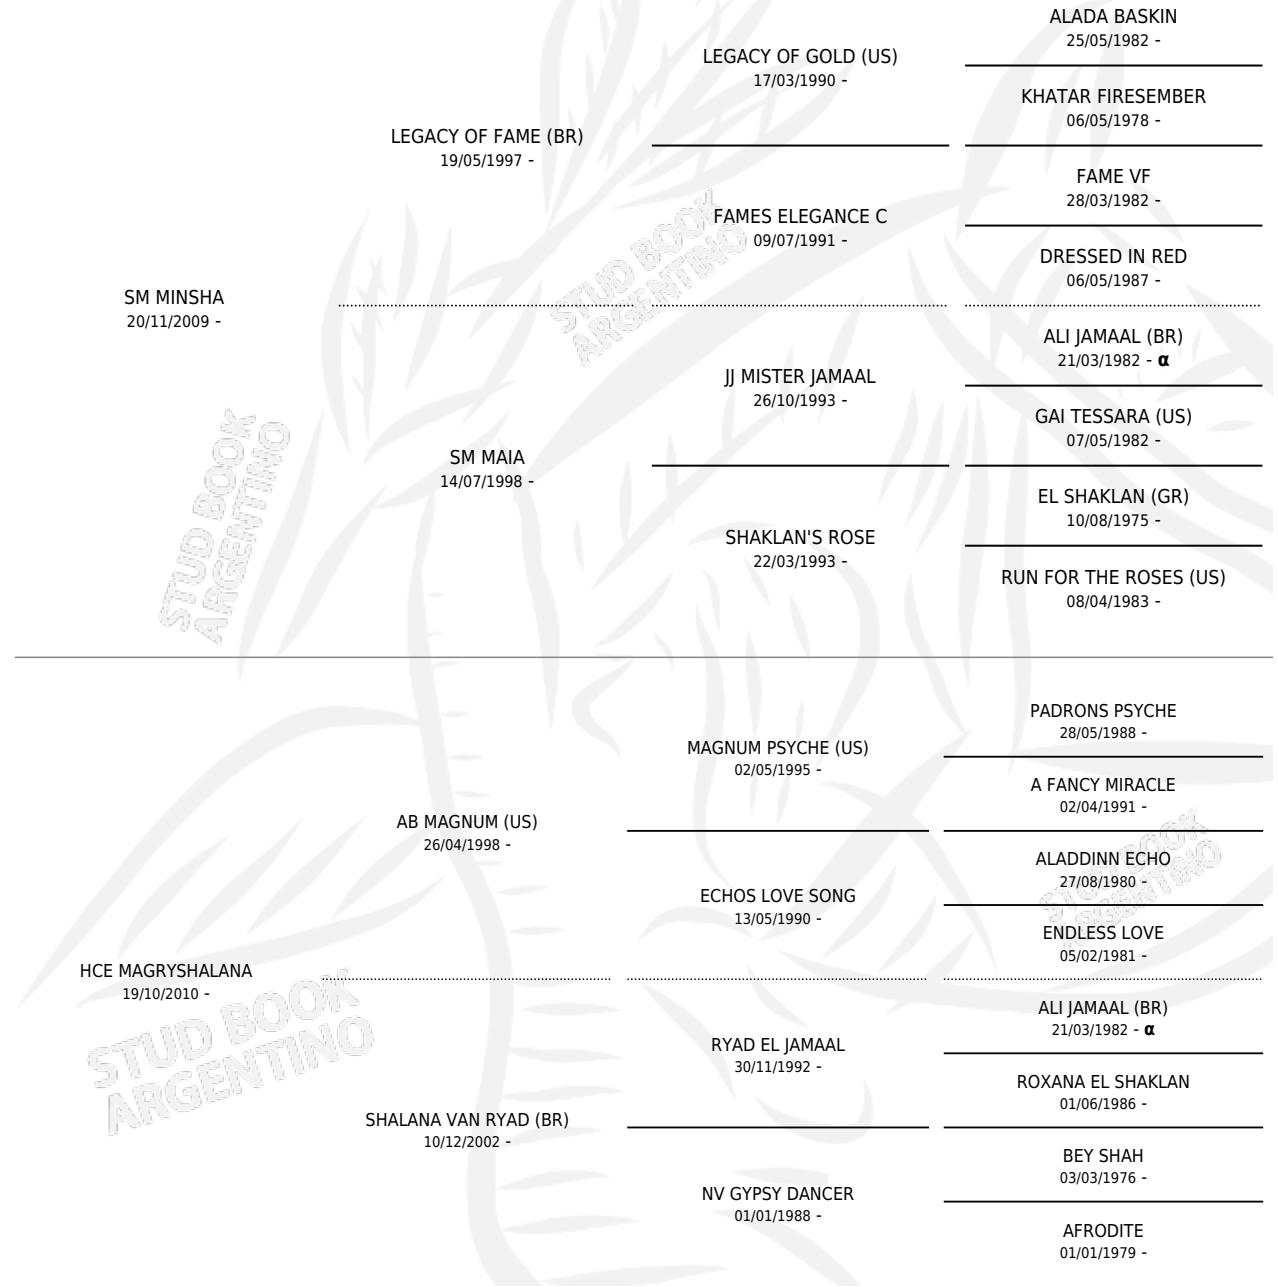 ALADA BASKIN
25/05/1982 -
LEGACY OF GOLD (US)
17/03/1990 -
KHATAR FIRESEMBER
06/05/1978 -
LEGACY OF FAME (BR)
19/05/1997 -
FAME VF
28/03/1982 -
FAMES ELEGANCE C
09/07/1991 -
DRESSED IN RED
06/05/1987 -
SM MINSHA
20/11/2009 -
ALI JAMAAL (BR)
21/03/1982 - α
JJ MISTER JAMAAL
26/10/1993 -
GAI TESSARA (US)
07/05/1982 -
SM MAIA
14/07/1998 -
EL SHAKLAN (GR)
10/08/1975 -
SHAKLAN'S ROSE
22/03/1993 -
RUN FOR THE ROSES (US)
08/04/1983 -
PADRONS PSYCHE
28/05/1988 -
MAGNUM PSYCHE (US)
02/05/1995 -
A FANCY MIRACLE
02/04/1991 -
AB MAGNUM (US)
26/04/1998 -
ALADDINN ECHO
27/08/1980 -
ECHOS LOVE SONG
13/05/1990 -
ENDLESS LOVE
05/02/1981 -
HCE MAGRYSHALANA
19/10/2010 -
ALI JAMAAL (BR)
21/03/1982 - α
RYAD EL JAMAAL
30/11/1992 -
ROXANA EL SHAKLAN
01/06/1986 -
SHALANA VAN RYAD (BR)
10/12/2002 -
BEY SHAH
03/03/1976 -
NV GYPSY DANCER
01/01/1988 -
AFRODITE
01/01/1979 -
STUD BOOK
ARGENTINO
STUD BOOK
ARGENTINO
STUD BOOK
ARGENTINO
STUD BOOK
ARGENTINO